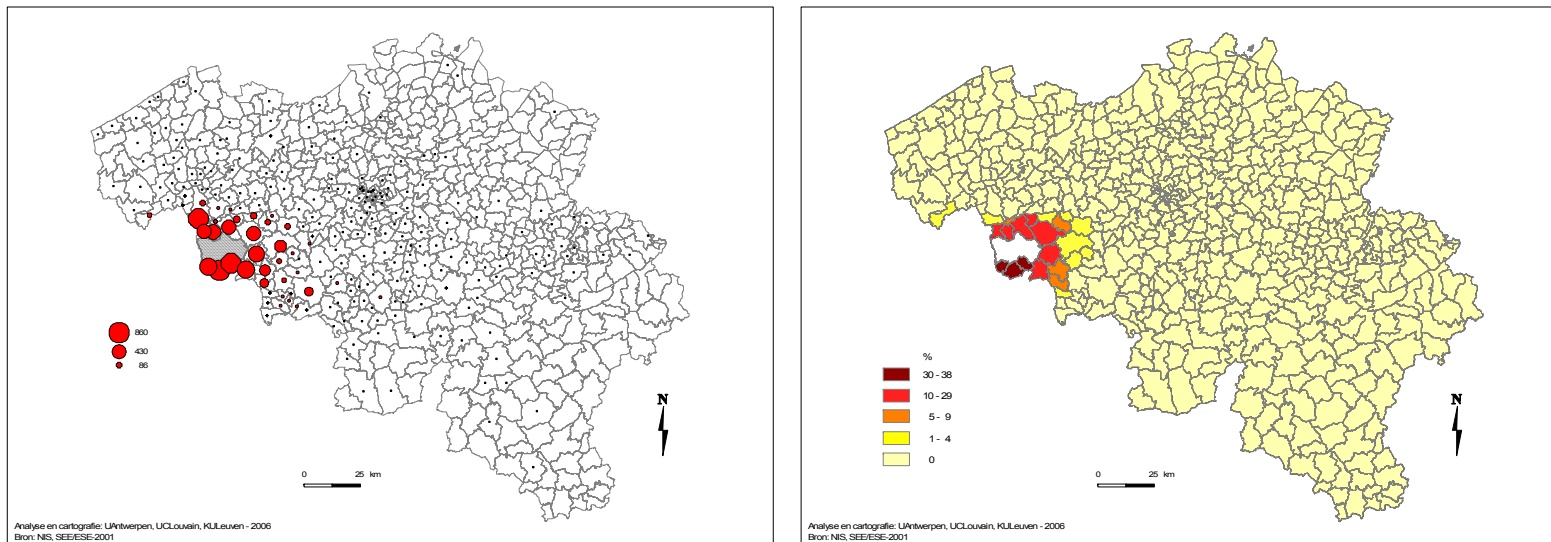 860
430
86
N
0 25 km
Analyse en cartografie: UAntwerpen, UCLouvain, KULeuven - 2006
Bron: NIS, SEE/ESE-2001
%
30 - 38
10 - 29
5 - 9
1 - 4
0
N
0 25 km
Analyse en cartografie: UAntwerpen, UCLouvain, KULeuven - 2006
Bron: NIS, SEE/ESE-2001